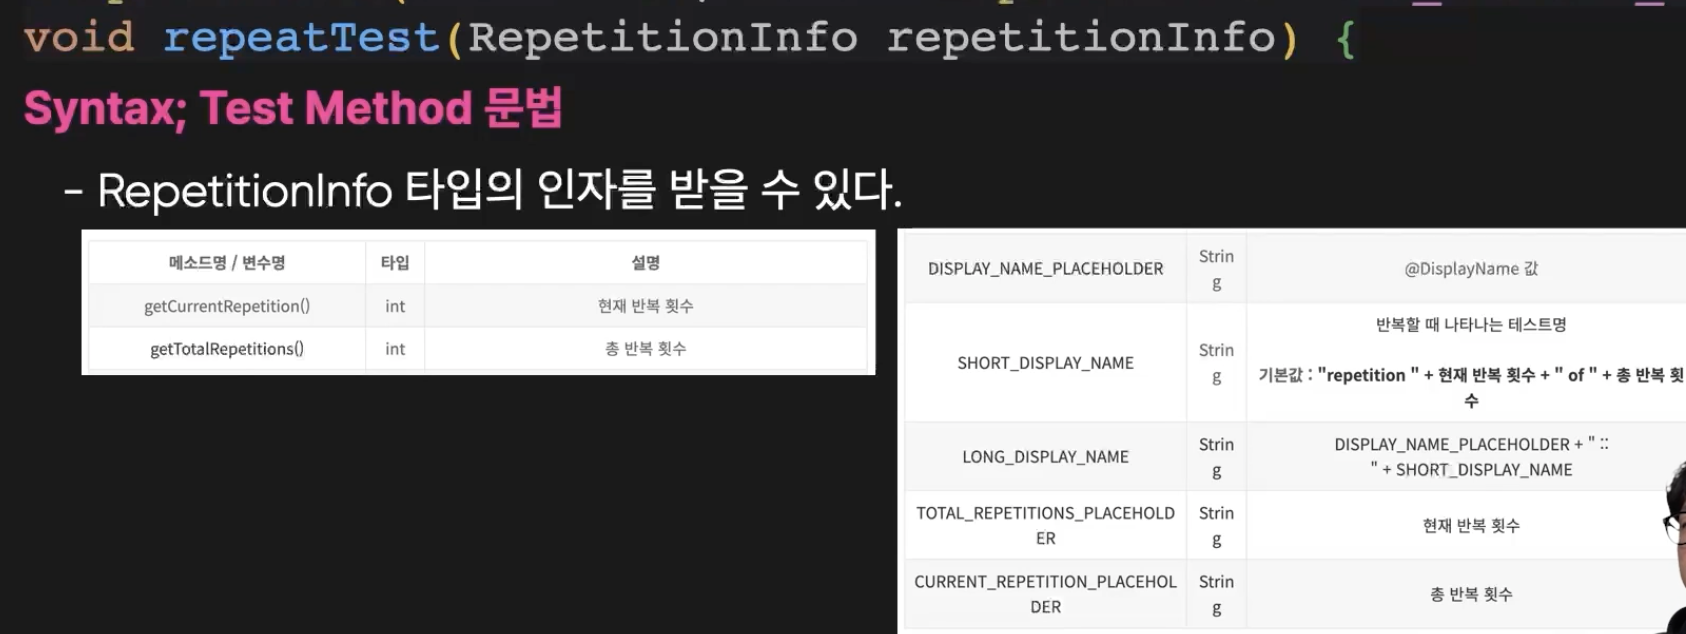 void repeatTest(RepetitionInfo repetitionInfo) {
Syntax; Test Method 문법
- RepetitionInfo 타입의 인자를 받을 수 있다.
메소드명 / 변수명 타입 설명
getCurrentRepetition() int 현재 반복 횟수
getTotalRepetitions() int 총 반복 횟수
DISPLAY_NAME_PLACEHOLDER
Strin
g
@DisplayName 값
SHORT_DISPLAY_NAME
Strin
g
반복할 때 나타나는 테스트명
기본값 : "repetition " + 현재 반복 횟수 + " of " + 총 반복 횟
수
LONG_DISPLAY_NAME
Strin
g
DISPLAY_NAME_PLACEHOLDER + " ::
" + SHORT_DISPLAY_NAME
TOTAL_REPETITIONS_PLACEHOLD
ER
Strin
g
현재 반복 횟수
CURRENT_REPETITION_PLACEHOL
DER
Strin
g
총 반복 횟수